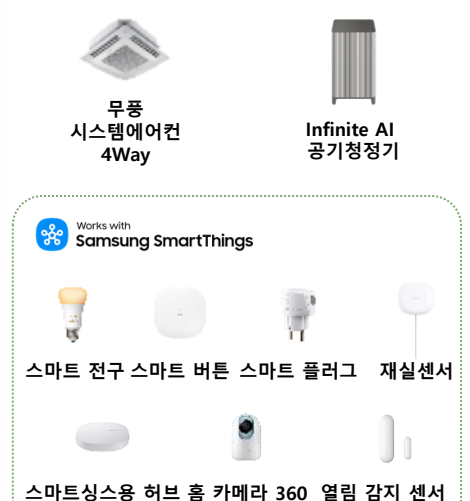 무풍
시스템에어컨
4Way
Infinite AI
공기청정기
Works with
Samsung SmartThings
스마트 전구 스마트 버튼 스마트 플러그 재실센서
스마트싱스용 허브 홈 카메라 360 열림 감지 센서